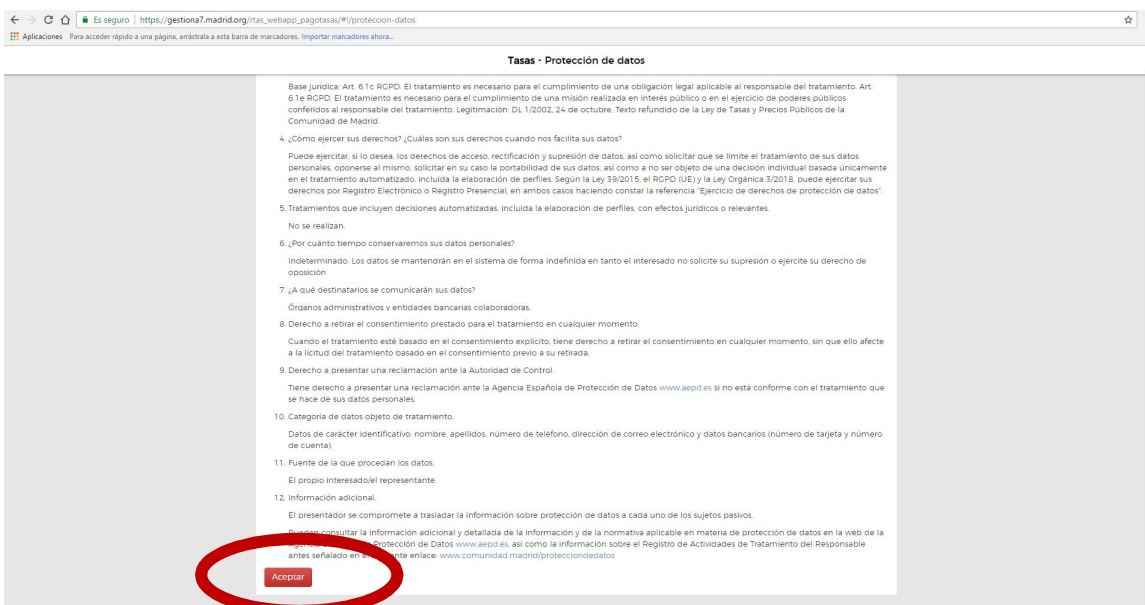 Es seguro | https://gestiona7.madrid.org/rtas_webapp_pagotasas/#!/proteccion-datos
Aplicaciones Para acceder rápido a una página, arrástrala a esta barra de marcadores. Importar marcadores ahora...
Tasas - Protección de datos
Base jurídica: Art. 6.1c RGPD. El tratamiento es necesario para el cumplimiento de una obligación legal aplicable al responsable del tratamiento. Art.
6.1e RGPD. El tratamiento es necesario para el cumplimiento de una misión realizada en interés público o en el ejercicio de poderes públicos
conferidos al responsable del tratamiento. Legitimación: DL 1/2002, 24 de octubre, Texto refundido de la Ley de Tasas y Precios Públicos de la
Comunidad de Madrid.
4. ¿Cómo ejercer sus derechos? ¿Cuáles son sus derechos cuando nos facilita sus datos?
Puede ejercitar, si lo desea, los derechos de acceso, rectificación y supresión de datos, así como solicitar que se limite el tratamiento de sus datos
personales, oponerse al mismo, solicitar en su caso la portabilidad de sus datos, así como a no ser objeto de una decisión individual basada únicamente
en el tratamiento automatizado, incluida la elaboración de perfiles. Según la Ley 39/2015, el RGPD (UE) y la Ley Orgánica 3/2018, puede ejercitar sus
derechos por Registro Electrónico o Registro Presencial, en ambos casos haciendo constar la referencia "Ejercicio de derechos de protección de datos".
5. Tratamientos que incluyen decisiones automatizadas, incluida la elaboración de perfiles, con efectos jurídicos o relevantes.
No se realizan.
6. ¿Por cuánto tiempo conservaremos sus datos personales?
Indeterminado. Los datos se mantendrán en el sistema de forma indefinida en tanto el interesado no solicite su supresión o ejercite su derecho de
oposición
7. ¿A qué destinatarios se comunicarán sus datos?
Órganos administrativos y entidades bancarias colaboradoras.
8. Derecho a retirar el consentimiento prestado para el tratamiento en cualquier momento.
Cuando el tratamiento esté basado en el consentimiento explícito, tiene derecho a retirar el consentimiento en cualquier momento, sin que ello afecte
a la licitud del tratamiento basado en el consentimiento previo a su retirada.
9. Derecho a presentar una reclamación ante la Autoridad de Control.
Tiene derecho a presentar una reclamación ante la Agencia Española de Protección de Datos www.aepd.es si no está conforme con el tratamiento que
se hace de sus datos personales.
10. Categoría de datos objeto de tratamiento.
Datos de carácter identificativo: nombre, apellidos, número de teléfono, dirección de correo electrónico y datos bancarios (número de tarjeta y número
de cuenta).
11. Fuente de la que procedan los datos.
El propio interesado/el representante.
12. Información adicional.
El presentador se compromete a trasladar la información sobre protección de datos a cada uno de los sujetos pasivos.
Pueden consultar la información adicional y detallada de la información y de la normativa aplicable en materia de protección de datos en la web de la
Protección de Datos www.aepd.es, así como la información sobre el Registro de Actividades de Tratamiento del Responsable
antes señalado en enlace: www.comunidad.madrid/protecciondedatos
Aceptar